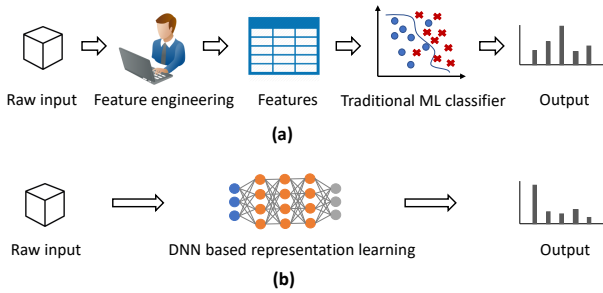 Raw input Feature engineering Features Traditional ML classifier Output
(a)
Raw input DNN based representation learning Output
(b)